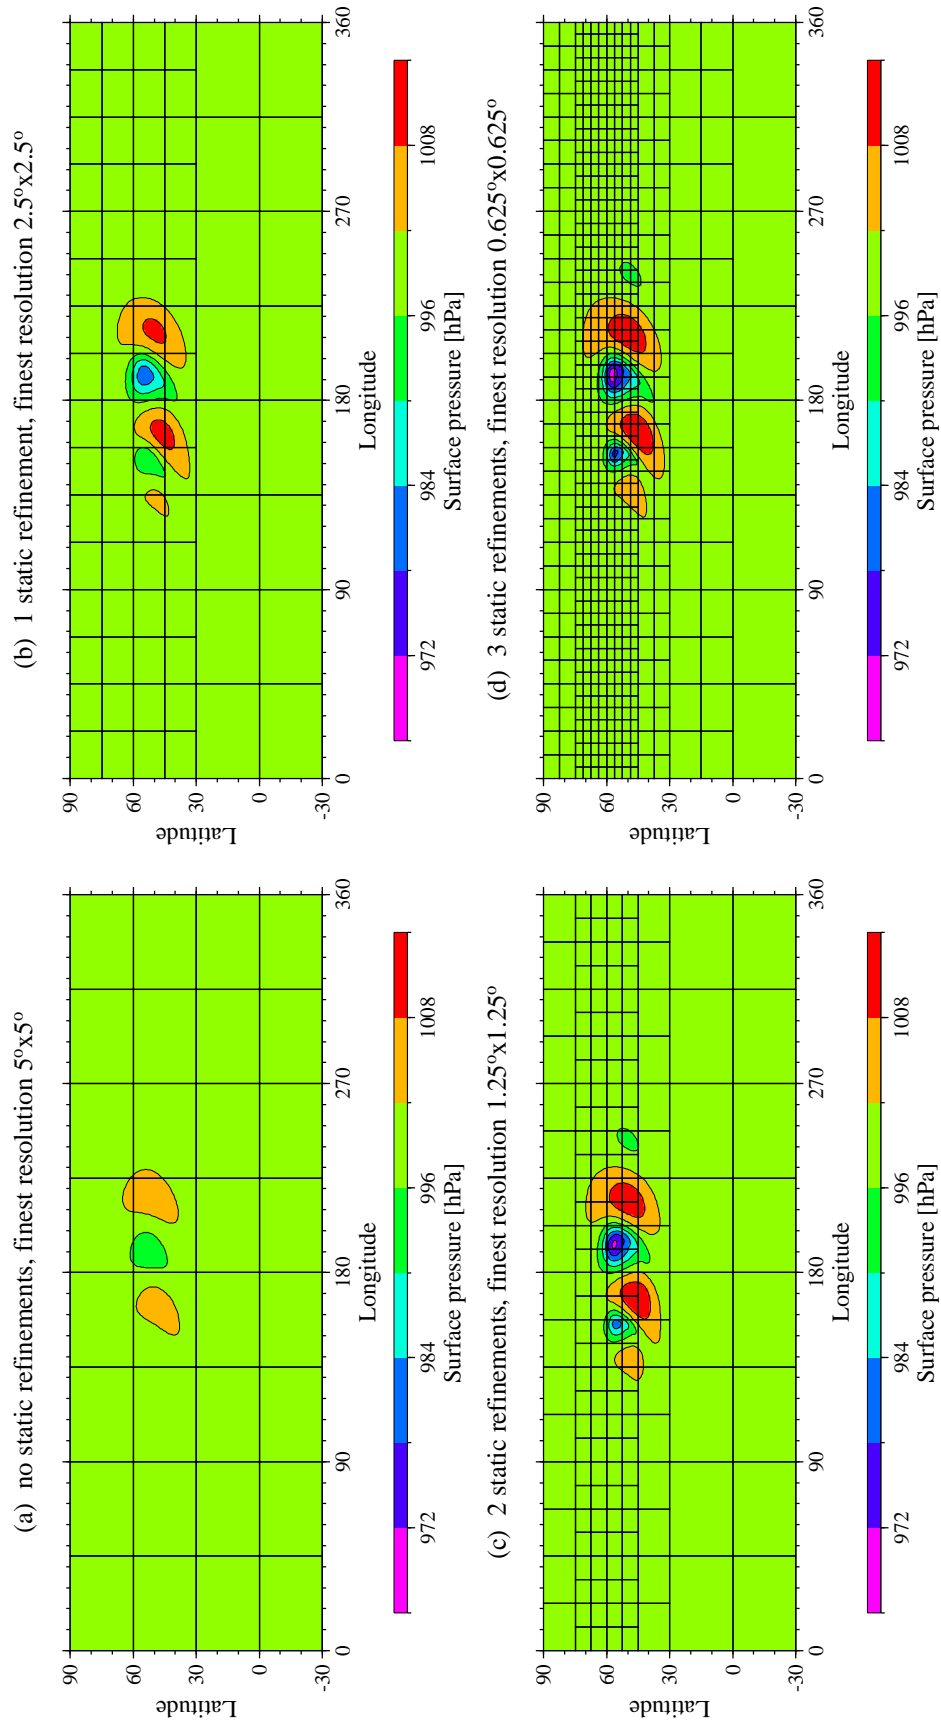 (a) no static refinements, finest resolution 5°x5°
90
60
30
0
-30
Latitude
0 90 180 270 360
Longitude
972 984 996 1008
Surface pressure [hPa]
(b) 1 static refinement, finest resolution 2.5°x2.5°
90
60
30
0
-30
Latitude
0 90 180 270 360
Longitude
972 984 996 1008
Surface pressure [hPa]
(c) 2 static refinements, finest resolution 1.25°x1.25°
90
60
30
0
-30
Latitude
0 90 180 270 360
Longitude
972 984 996 1008
Surface pressure [hPa]
(d) 3 static refinements, finest resolution 0.625°x0.625°
90
60
30
0
-30
Latitude
0 90 180 270 360
Longitude
972 984 996 1008
Surface pressure [hPa]